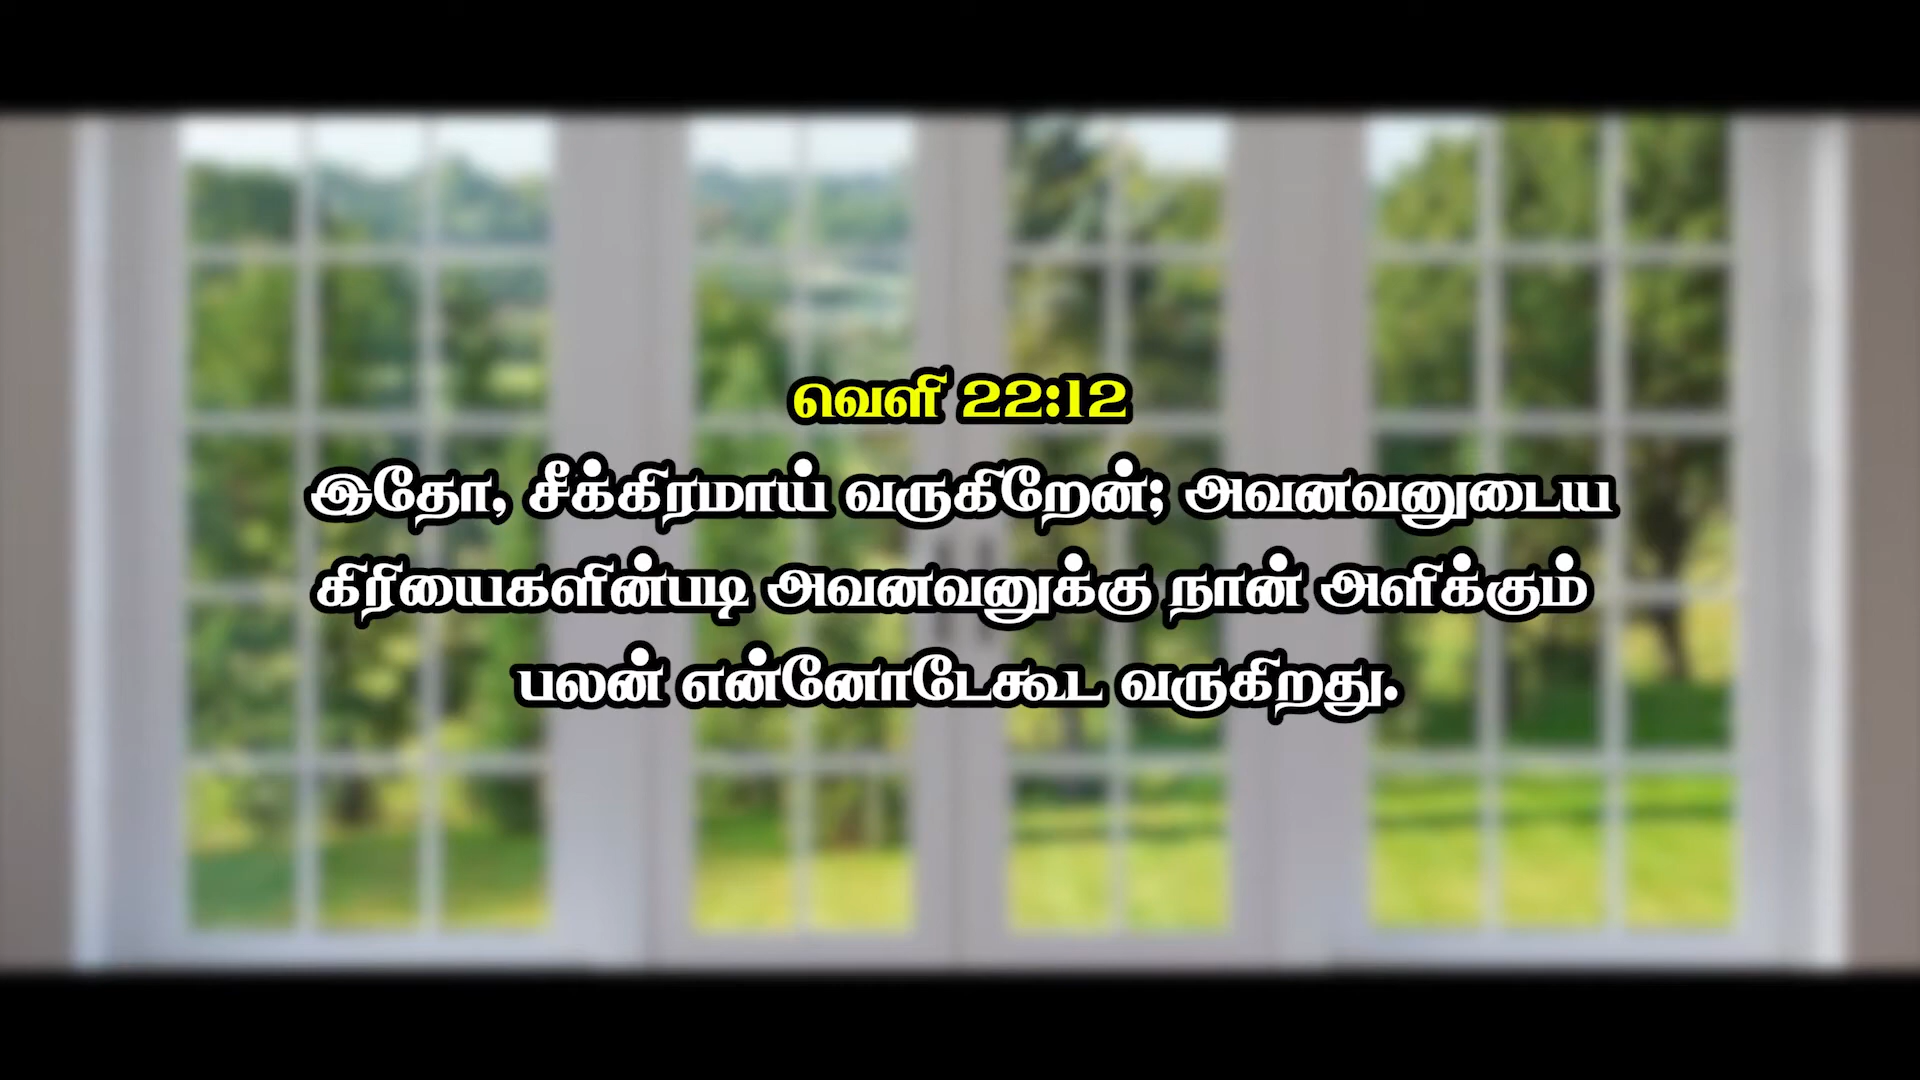 வெளி 22:12
இதோ, சீக்கிரமாய் வருகிறேன்; அவனவனுடைய
கிரியைகளின்படி அவனவனுக்கு நான் அளிக்கும்
பலன் என்னோடேகூட வருகிறது.